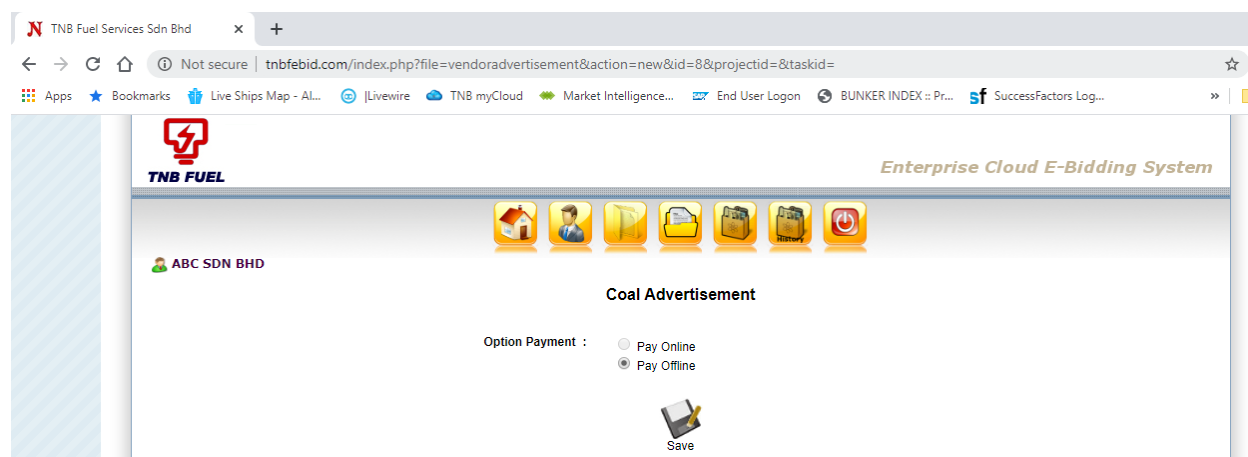 TNB Fuel Services Sdn Bhd
Not secure | tnbfebid.com/index.php?file=vendoradvertisement&action=new&id=8&projectid=&taskid=
Apps Bookmarks Live Ships Map - Al... |Livewire TNB myCloud Market Intelligence... End User Logon BUNKER INDEX :: Pr... SuccessFactors Log... »
TNB FUEL
Enterprise Cloud E-Bidding System
History
ABC SDN BHD
Coal Advertisement
Option Payment :
Pay Online
Pay Offline
Save